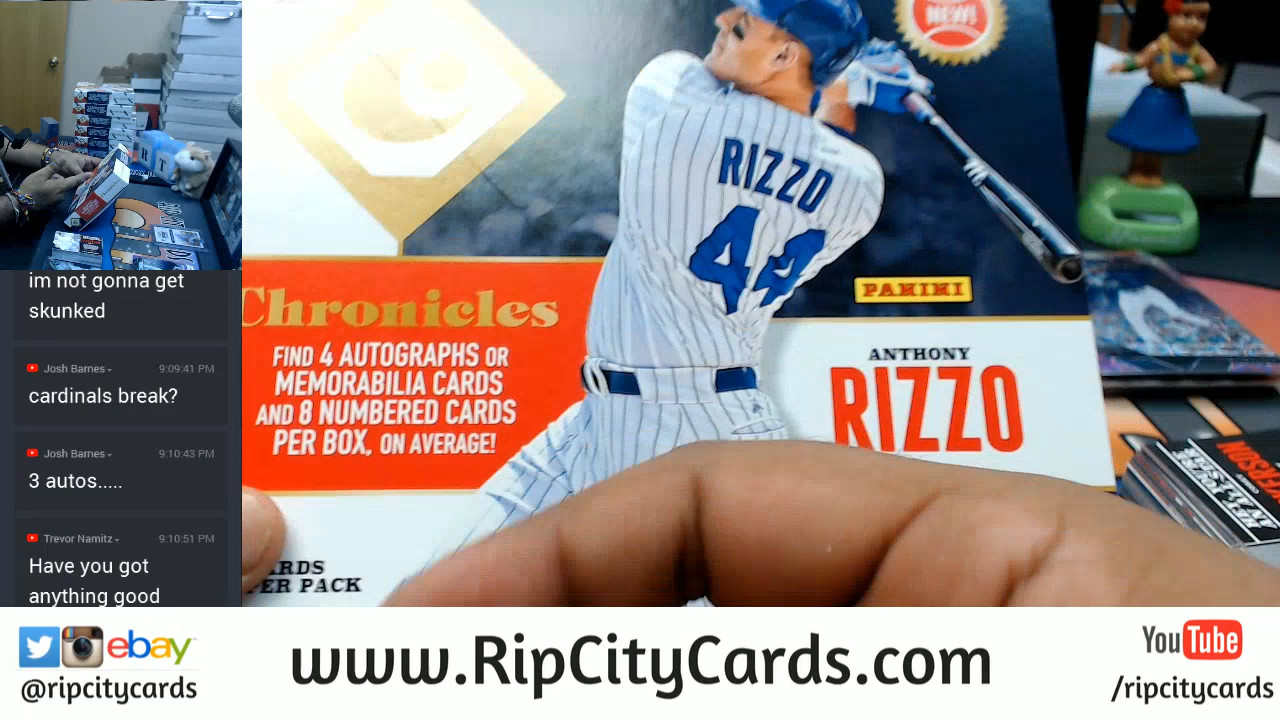 im not gonna get
skunked
Josh Barnes
9:09:41 PM
cardinals break?
Josh Barnes
9:10:43 PM
3 autos.....
Trevor Namitz
9:10:51 PM
Have you got
anything good
NEW!
RIZZO
44
PANINI
Chronicles
FIND 4 AUTOGRAPHS OR
MEMORABILIA CARDS
AND 8 NUMBERED CARDS
PER BOX, ON AVERAGE!
ANTHONY
RIZZO
PER PACK
ebay
@ripcitycards
www.RipCityCards.com
YouTube
/ripcitycards